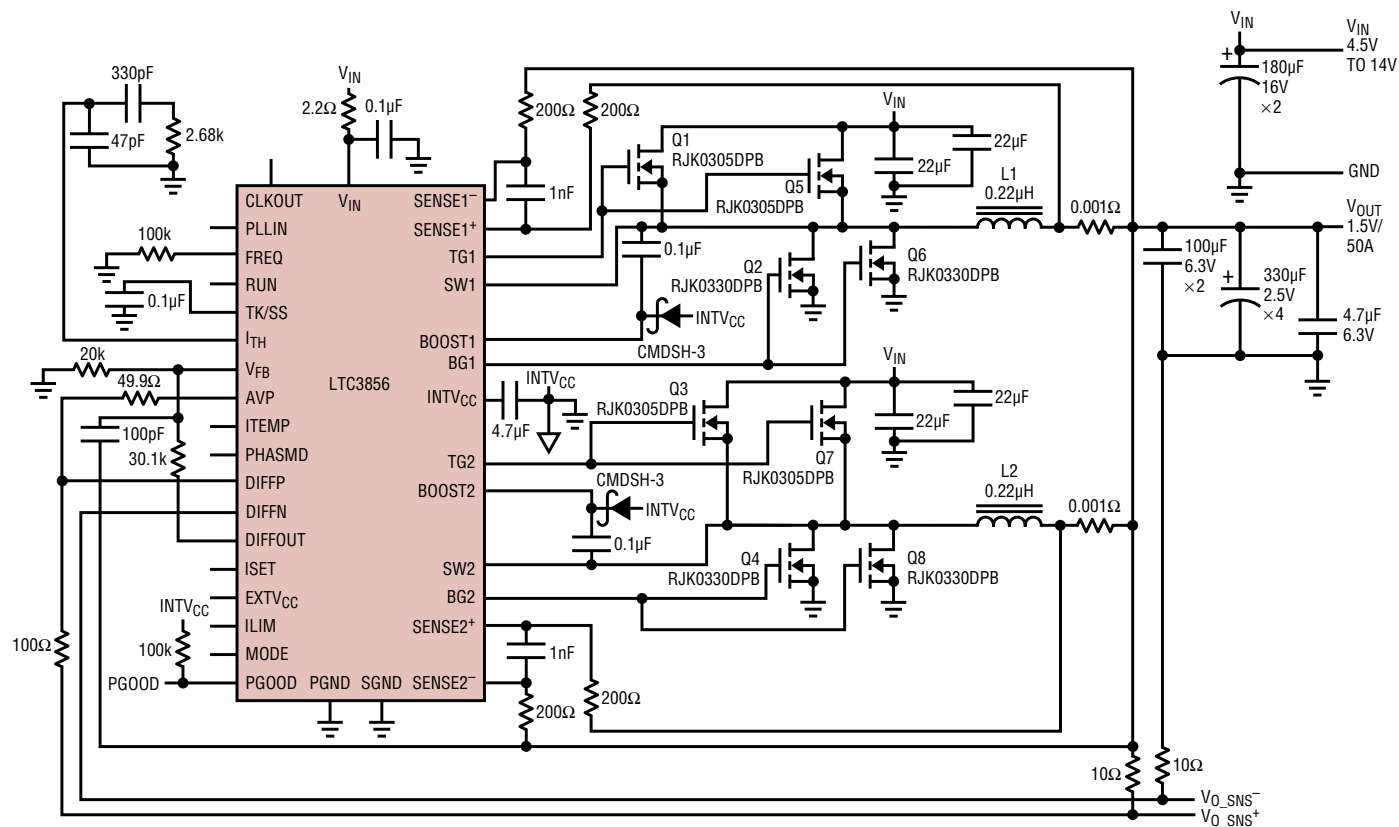 330pF
47pF
2.68k
V_IN
2.2Ω
0.1µF
200Ω
200Ω
1nF
Q1
RJK0305DPB
Q5
RJK0305DPB
V_IN
22µF
22µF
L1
0.22µH
0.001Ω
V_IN
V_IN
4.5V
TO 14V
180µF
16V
×2
GND
V_OUT
1.5V/
50A
100µF
6.3V
×2
330µF
2.5V
×4
4.7µF
6.3V
CLKOUT
V_IN
SENSE1–
PLLIN
SENSE1+
100k
FREQ
TG1
RUN
SW1
0.1µF
TK/SS
I_TH
BOOST1
20k
V_FB
BG1
49.9Ω
AVP
LTC3856
INTV_CC
100pF
ITEMP
30.1k
PHASMD
TG2
DIFFP
BOOST2
DIFFN
DIFFOUT
ISET
SW2
EXTV_CC
BG2
ILIM
SENSE2+
MODE
PGOOD
PGND
SGND
SENSE2–
INTV_CC
100k
PGOOD
100Ω
0.1µF
INTV_CC
CMDSH-3
Q2
RJK0330DPB
Q6
RJK0330DPB
INTV_CC
4.7µF
Q3
RJK0305DPB
Q7
RJK0305DPB
V_IN
22µF
22µF
CMDSH-3
INTV_CC
0.1µF
L2
0.22µH
0.001Ω
Q4
RJK0330DPB
Q8
RJK0330DPB
1nF
200Ω
200Ω
10Ω
10Ω
V_O_SNS–
V_O_SNS+